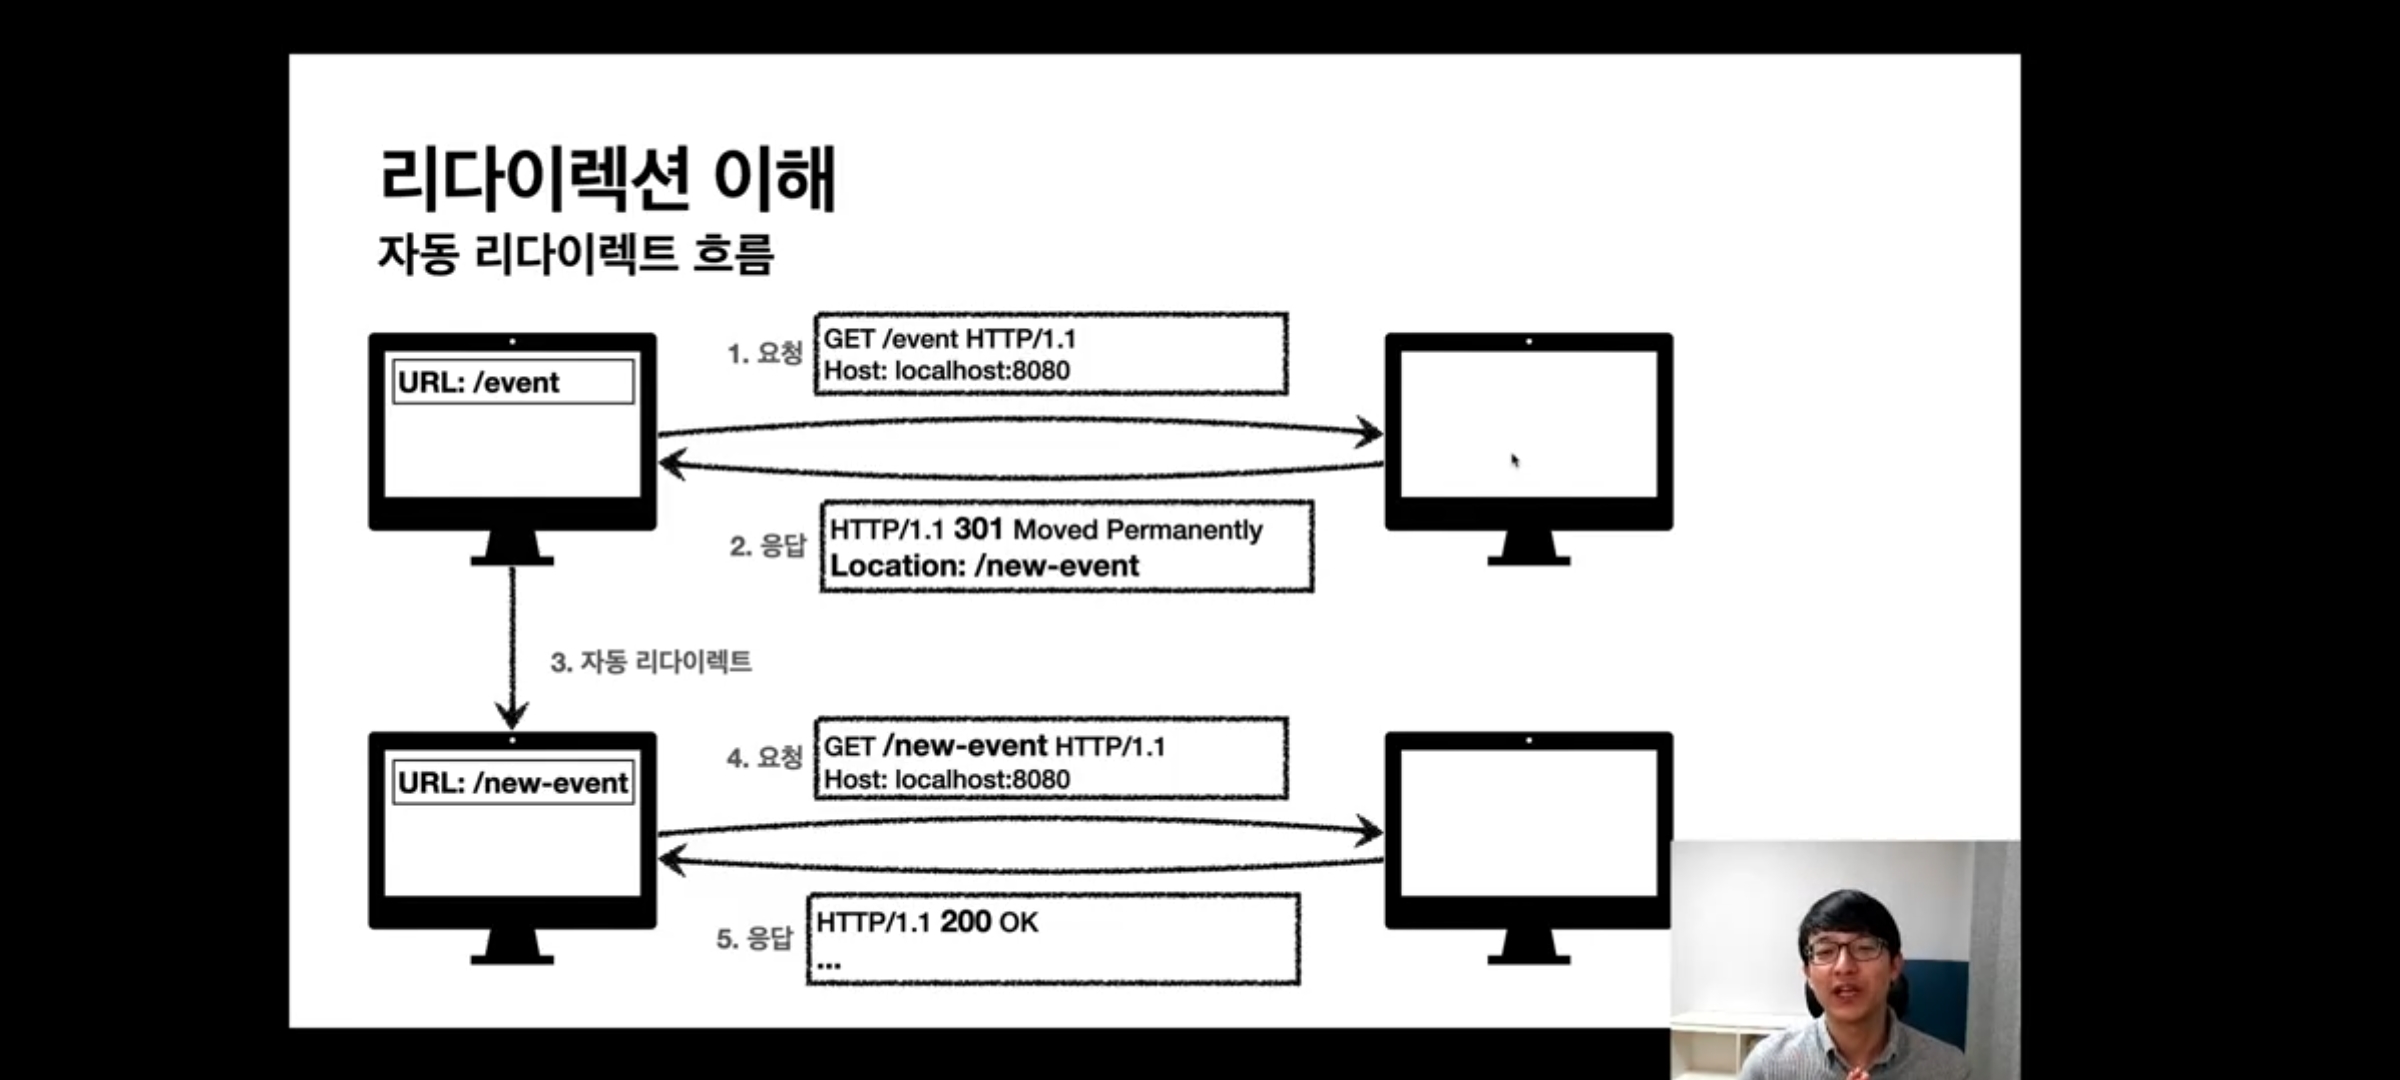 리다이렉션 이해
자동 리다이렉트 흐름
URL: /event
1. 요청
GET /event HTTP/1.1
Host: localhost:8080
2. 응답
HTTP/1.1 301 Moved Permanently
Location: /new-event
3. 자동 리다이렉트
URL: /new-event
4. 요청
GET /new-event HTTP/1.1
Host: localhost:8080
5. 응답
HTTP/1.1 200 OK
...